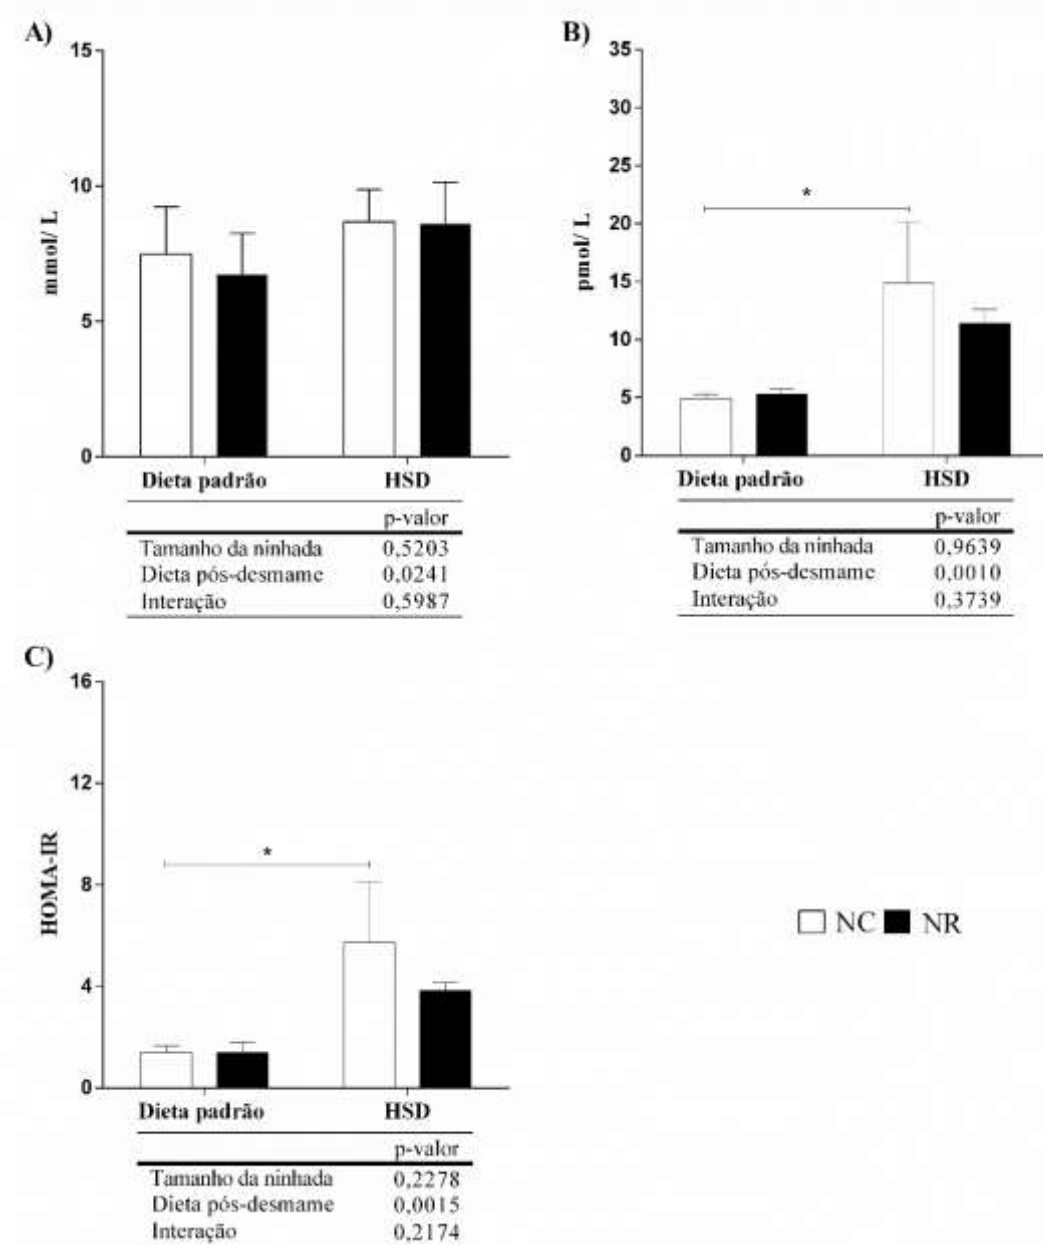 A)
15
10
5
0
mmol/ L
Dieta padrão HSD
p-valor
Tamanho da ninhada 0,5203
Dieta pós-desmame 0,0241
Interação 0,5987
B)
35
30
25
20
15
10
5
0
pmol/ L
*
Dieta padrão HSD
p-valor
Tamanho da ninhada 0,9639
Dieta pós-desmame 0,0010
Interação 0,3739
C)
16
12
8
4
0
HOMA-IR
*
Dieta padrão HSD
p-valor
Tamanho da ninhada 0,2278
Dieta pós-desmame 0,0015
Interação 0,2174
NC NR